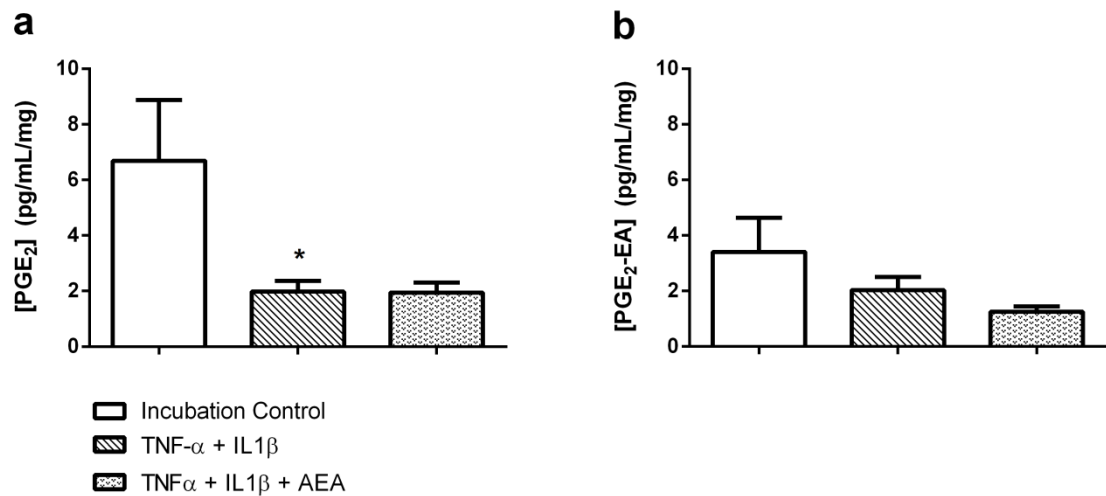 a
[PGE₂] (pg/mL/mg)
10
8
6
4
2
0
*
b
[PGE₂-EA] (pg/mL/mg)
10
8
6
4
2
0
Incubation Control
TNF-α + IL1β
TNFα + IL1β + AEA